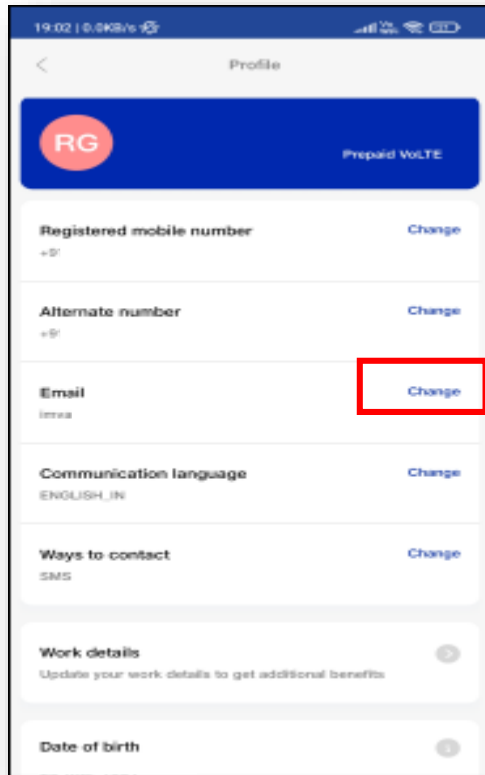 19:02 | 0.0KB/s
Profile
RG
Prepaid VoLTE
Registered mobile number
Change
Alternate number
Change
Email
Change
Communication language
Change
ENGLISH_IN
Ways to contact
Change
SMS
Work details
Update your work details to get additional benefits
Date of birth